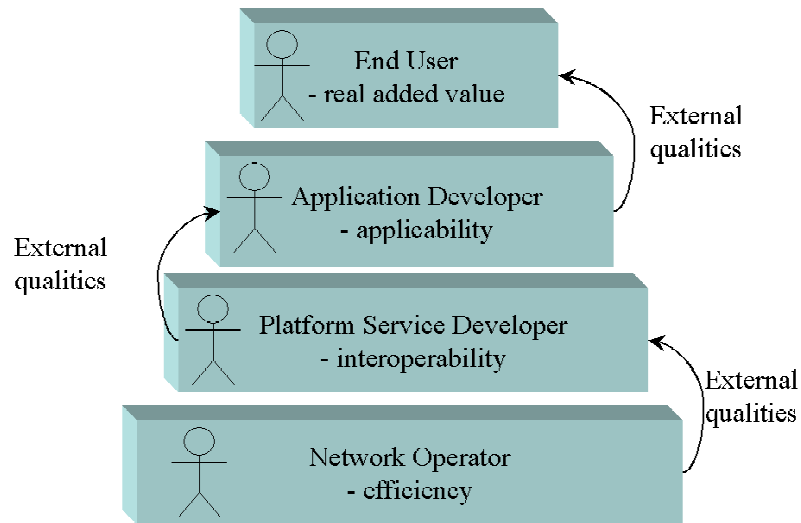 End User
- real added value
External
qualities
Application Developer
- applicability
External
qualities
Platform Service Developer
- interoperability
External
qualities
Network Operator
- efficiency